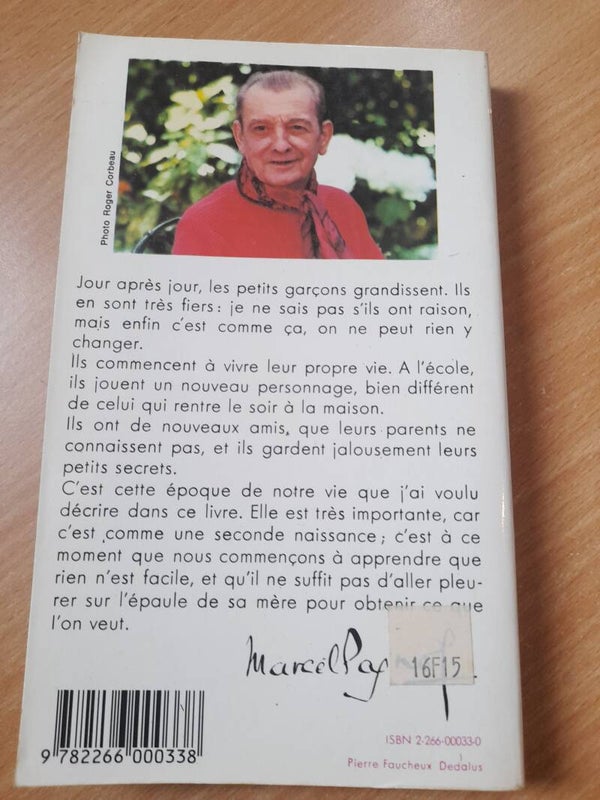 Photo Roger Corbeau
Jour après jour, les petits garçons grandissent. Ils
en sont très fiers : je ne sais pas s'ils ont raison,
mais enfin c'est comme ça, on ne peut rien y
changer.
Ils commencent à vivre leur propre vie. A l'école,
ils jouent un nouveau personnage, bien différent
de celui qui rentre le soir à la maison.
Ils ont de nouveaux amis, que leurs parents ne
connaissent pas, et ils gardent jalousement leurs
petits secrets.
C'est cette époque de notre vie que j'ai voulu
décrire dans ce livre. Elle est très importante, car
c'est comme une seconde naissance ; c'est à ce
moment que nous commençons à apprendre que
rien n'est facile, et qu'il ne suffit pas d'aller pleu-
rer sur l'épaule de sa mère pour obtenir ce que
l'on veut.
Marcel Pag
16F15
ISBN 2-266-00033-0
9 782266 000338
Pierre Faucheux Dedalus